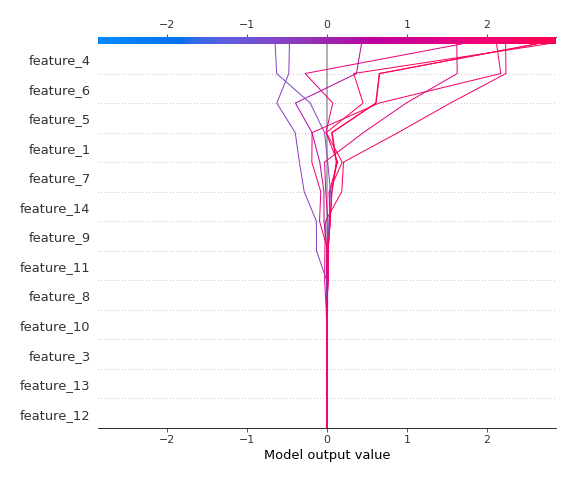 −2 −1 0 1 2
feature_4
feature_6
feature_5
feature_1
feature_7
feature_14
feature_9
feature_11
feature_8
feature_10
feature_3
feature_13
feature_12
−2 −1 0 1 2
Model output value